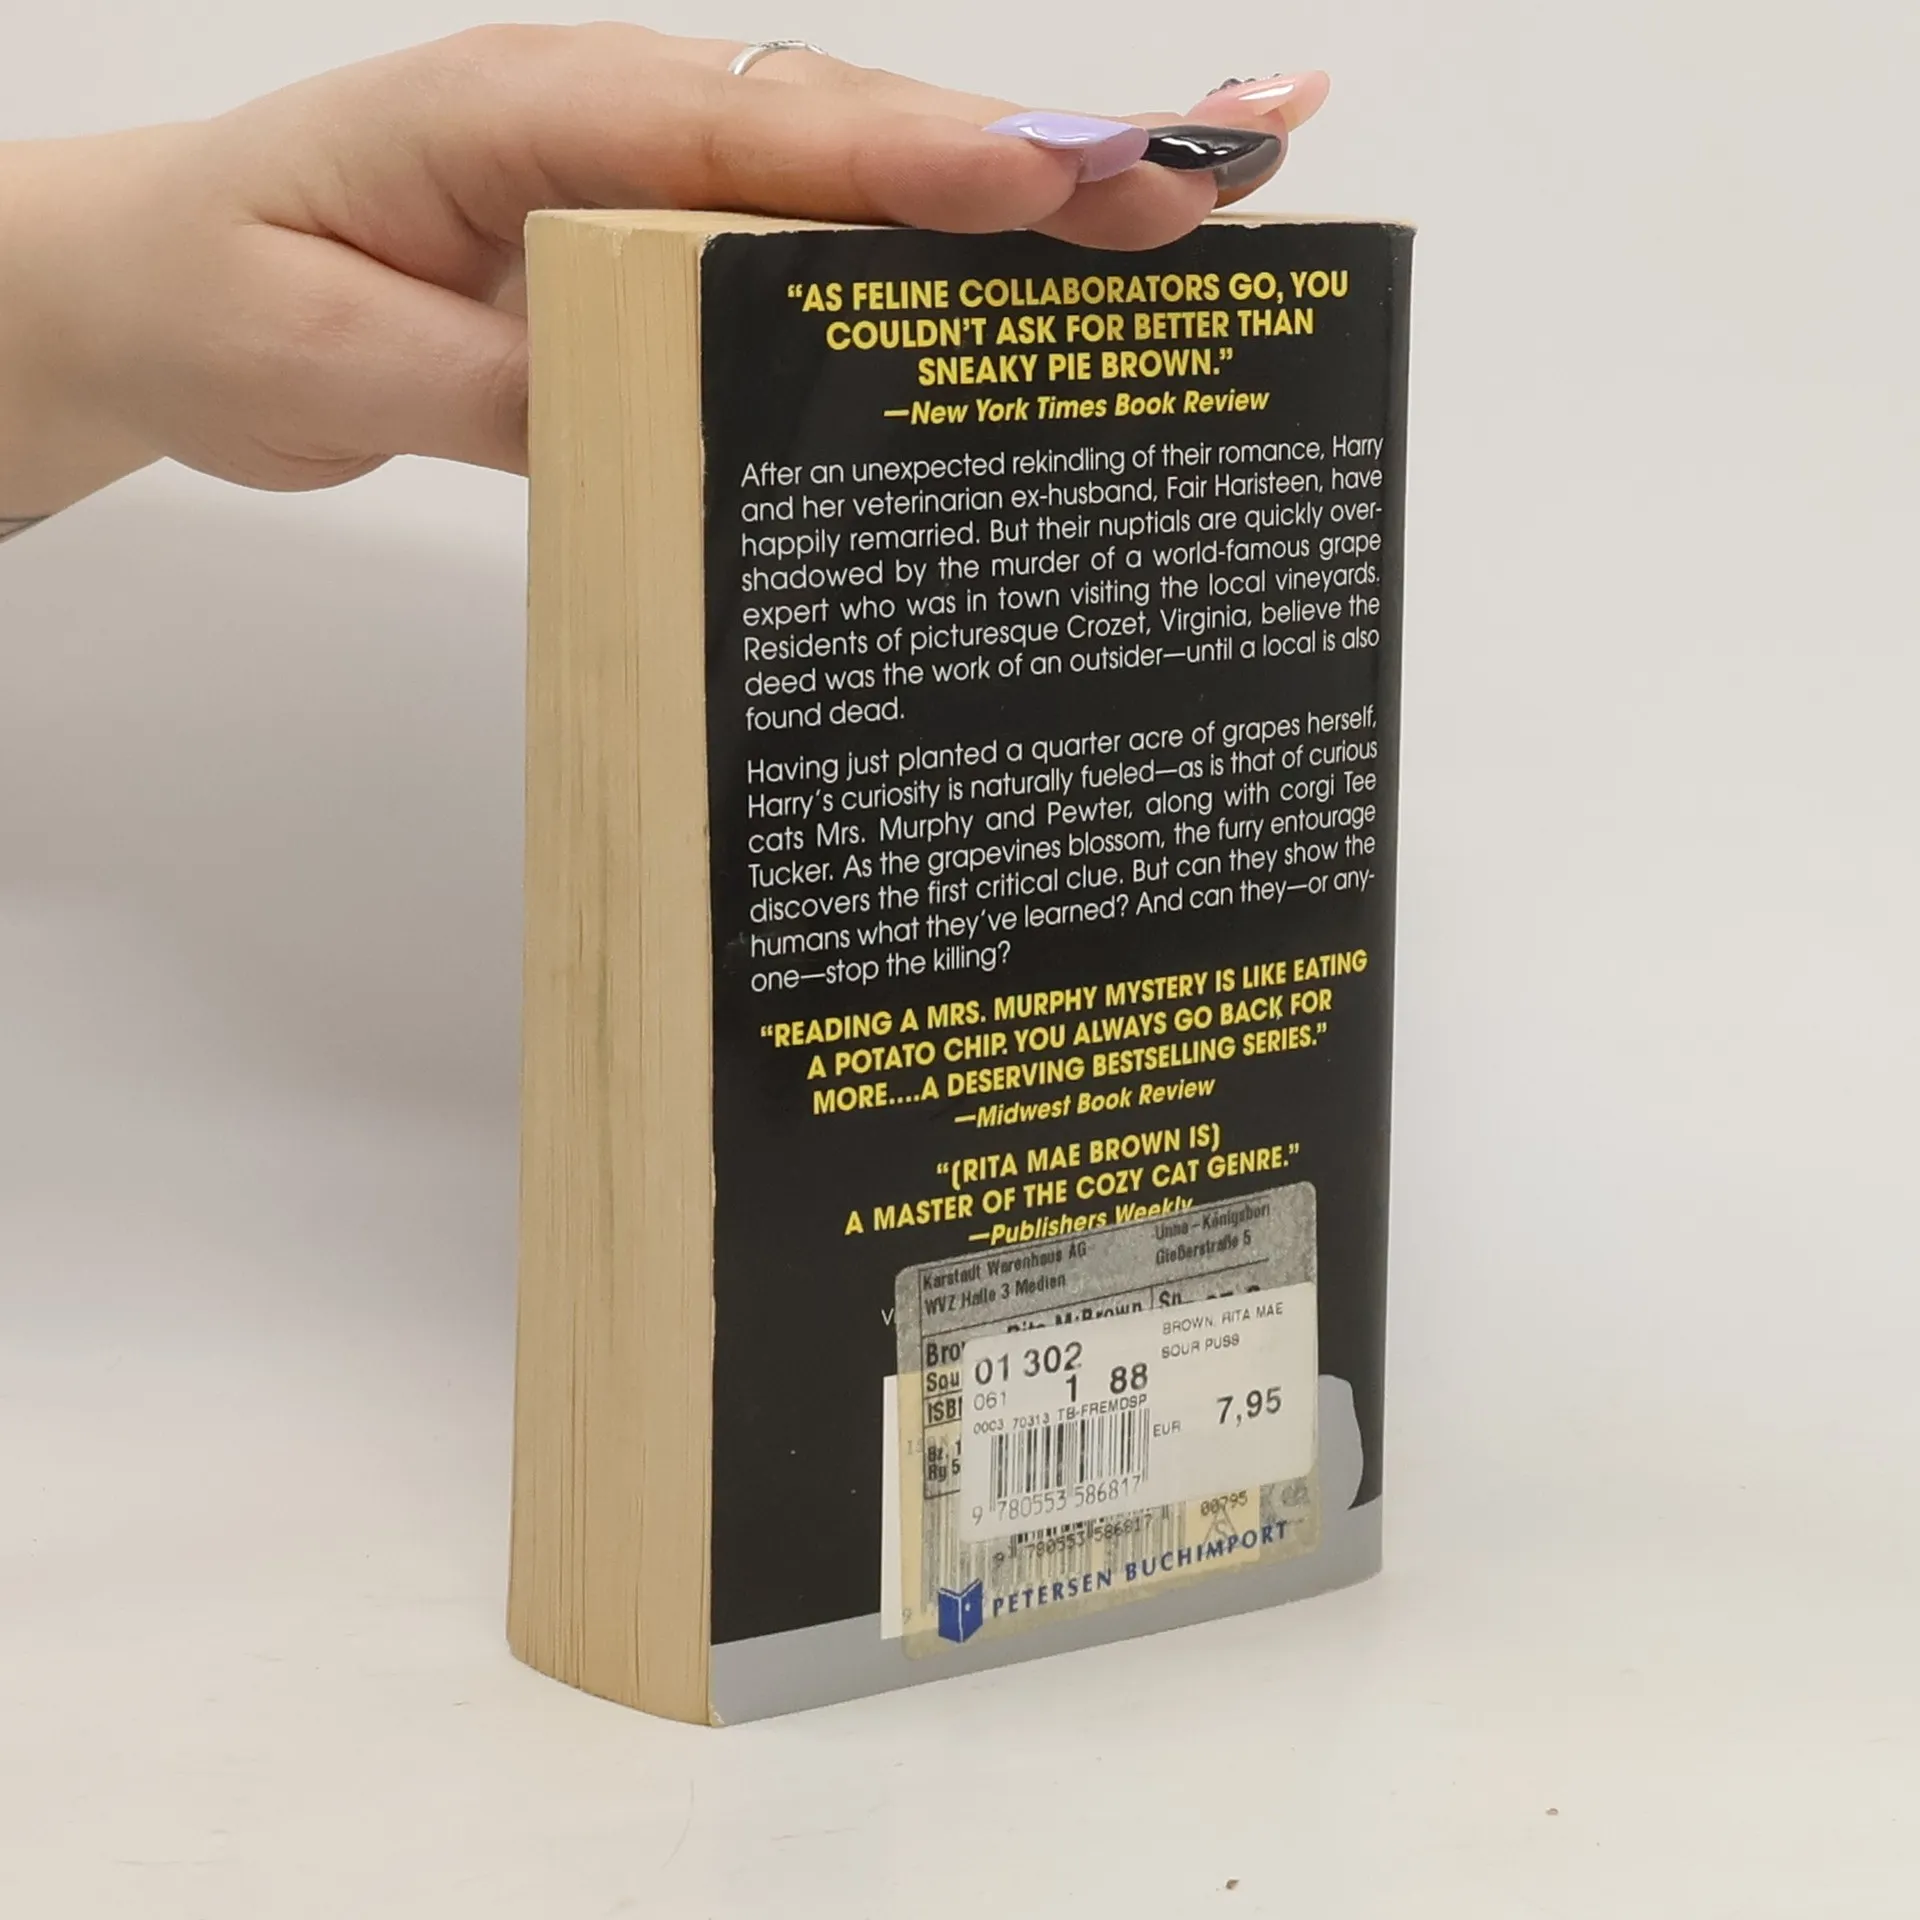 “AS FELINE COLLABORATORS GO, YOU
COULDN’T ASK FOR BETTER THAN
SNEAKY PIE BROWN.”
—New York Times Book Review
After an unexpected rekindling of their romance, Harry
and her veterinarian ex-husband, Fair Haristeen, have
happily remarried. But their nuptials are quickly over-
shadowed by the murder of a world-famous grape
expert who was in town visiting the local vineyards.
Residents of picturesque Crozet, Virginia, believe the
deed was the work of an outsider—until a local is also
found dead.
Having just planted a quarter acre of grapes herself,
Harry’s curiosity is naturally fueled—as is that of curious
cats Mrs. Murphy and Pewter, along with corgi Tee
Tucker. As the grapevines blossom, the furry entourage
discovers the first critical clue. But can they show the
humans what they’ve learned? And can they—or any-
one—stop the killing?
“READING A MRS. MURPHY MYSTERY IS LIKE EATING
A POTATO CHIP. YOU ALWAYS GO BACK FOR
MORE....A DESERVING BESTSELLING SERIES.”
—Midwest Book Review
“(RITA MAE BROWN IS)
A MASTER OF THE COZY CAT GENRE.”
—Publishers Weekly
Karstadt Warenhaus AG
WVZ Halle 3 Medien
Unna-Königsborn
Gießerstraße 5
BROWN, RITA MAE
SOUR PUSS
01 302
061 1 88
00C3 70313 TB-FREMDSP
EUR 7,95
9 780553 586817
00795
9 780553 586817
PETERSEN BUCHIMPORT